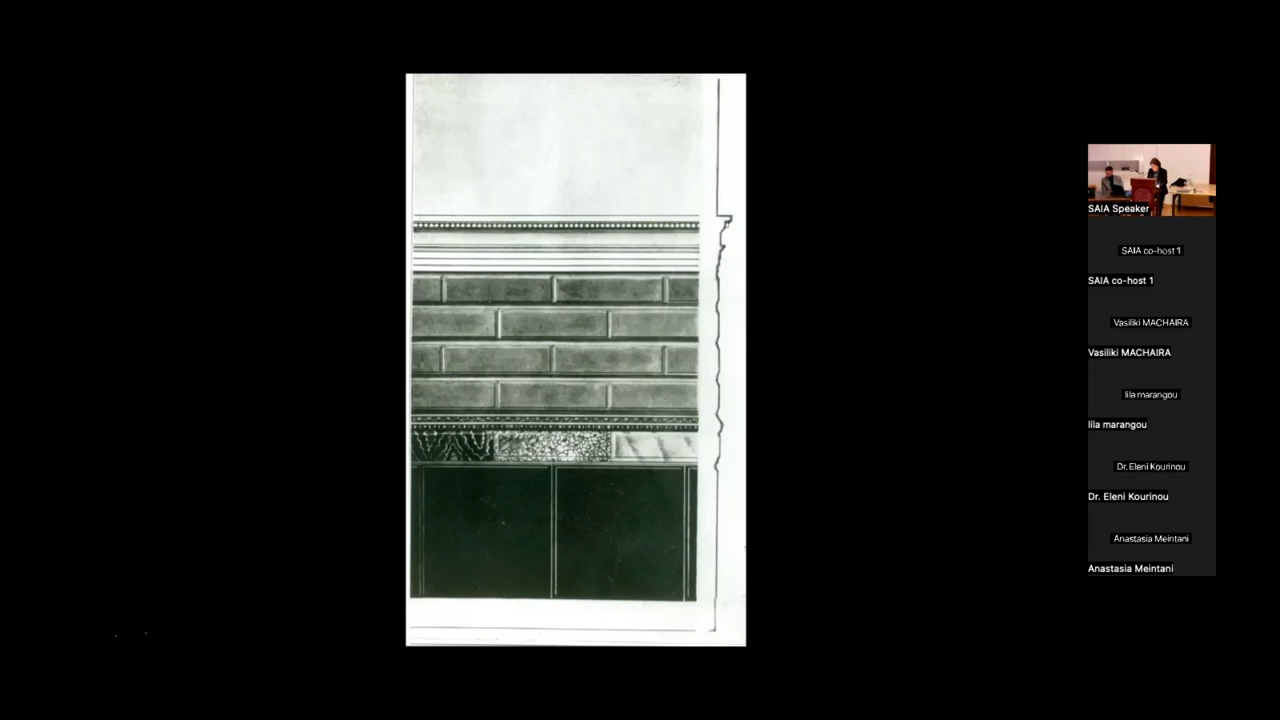 SAIA Speaker
SAIA co-host 1
SAIA co-host 1
Vasiliki MACHAIRA
Vasiliki MACHAIRA
lila marangou
lila marangou
Dr. Eleni Kourinou
Dr. Eleni Kourinou
Anastasia Meintani
Anastasia Meintani